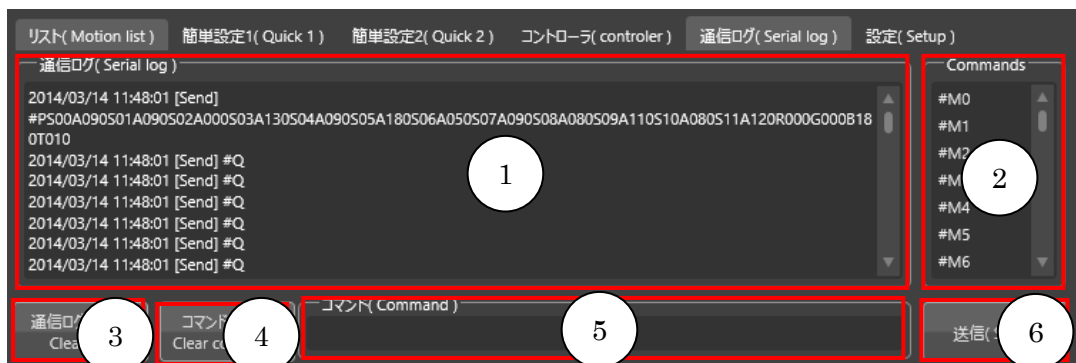 リスト( Motion list )
簡単設定1( Quick 1 )
簡単設定2( Quick 2 )
コントローラ( controler )
通信ログ( Serial log )
設定( Setup )
通信ログ( Serial log )
2014/03/14 11:48:01 [Send]
#PS00A090S01A090S02A000S03A130S04A090S05A180S06A050S07A090S08A080S09A110S10A080S11A120R000G000B18
0T010
2014/03/14 11:48:01 [Send] #Q
2014/03/14 11:48:01 [Send] #Q
2014/03/14 11:48:01 [Send] #Q
2014/03/14 11:48:01 [Send] #Q
2014/03/14 11:48:01 [Send] #Q
2014/03/14 11:48:01 [Send] #Q
1
Commands
#M0
#M1
#M2
#M
#M4
#M5
#M6
2
通信ロ
Clea
3
コマンド
Clear co
4
コマンド( Command )
5
送信(
6